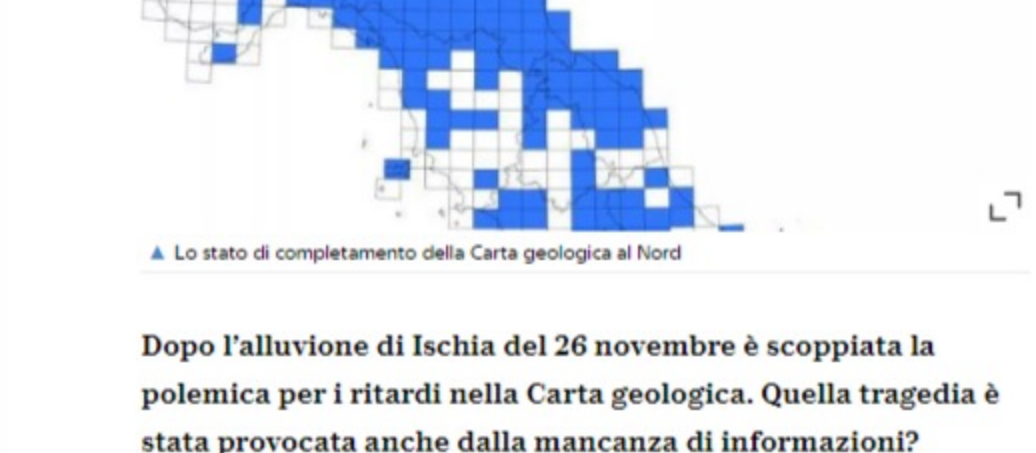 Lo stato di completamento della Carta geologica al Nord
Dopo l'alluvione di Ischia del 26 novembre è scoppiata la
polemica per i ritardi nella Carta geologica. Quella tragedia è
stata provocata anche dalla mancanza di informazioni?